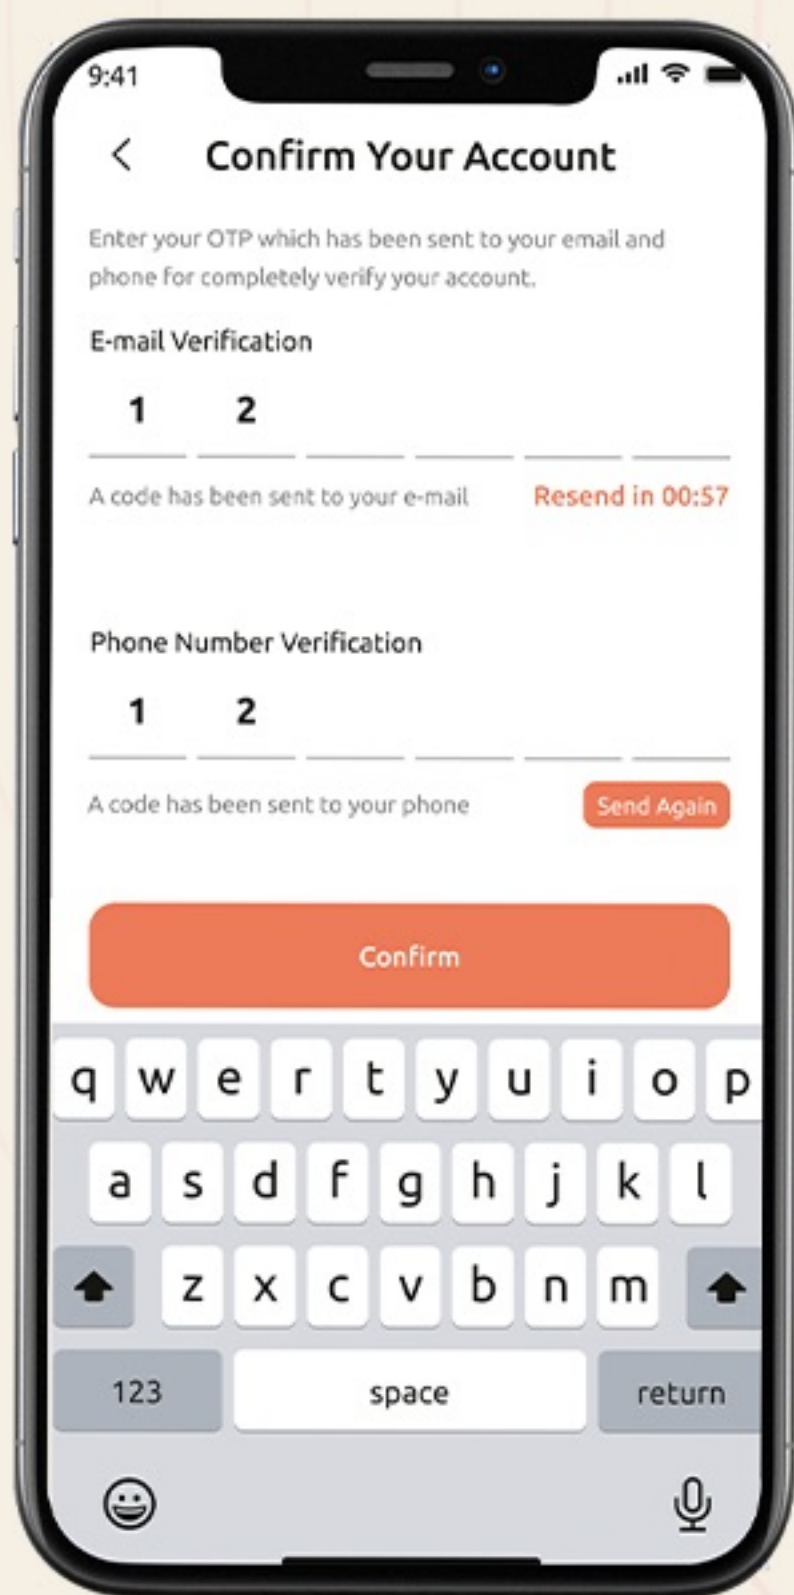 9:41
Confirm Your Account
Enter your OTP which has been sent to your email and
phone for completely verify your account.
E-mail Verification
1 2
A code has been sent to your e-mail Resend in 00:57
Phone Number Verification
1 2
A code has been sent to your phone Send Again
Confirm
q w e r t y u i o p
a s d f g h j k l
z x c v b n m
123 space return